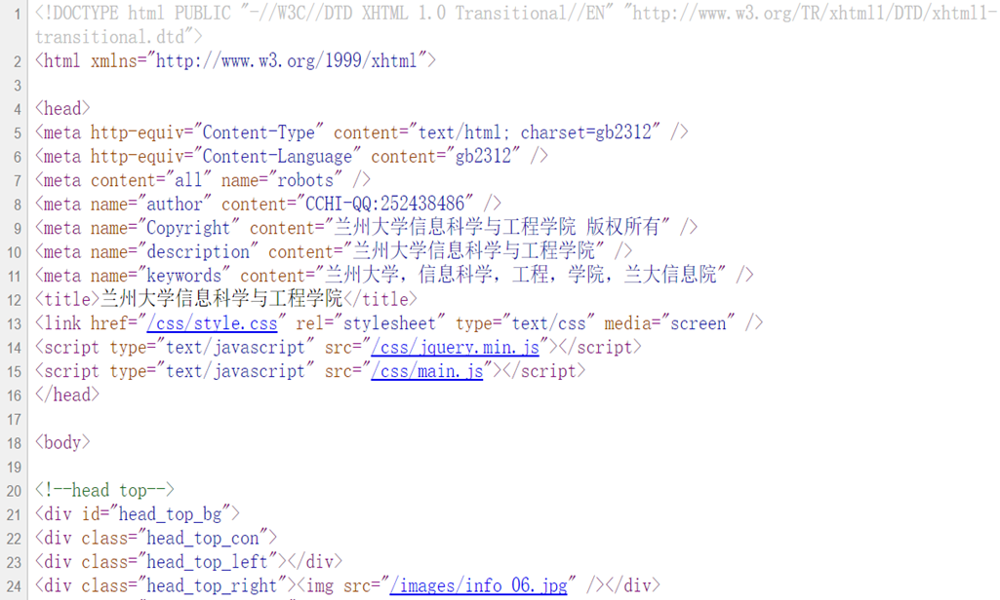 1 <!DOCTYPE html PUBLIC "-//W3C//DTD XHTML 1.0 Transitional//EN" "http://www.w3.org/TR/xhtml1/DTD/xhtml1-
transitional.dtd">
2 <html xmlns="http://www.w3.org/1999/xhtml">
3
4 <head>
5 <meta http-equiv="Content-Type" content="text/html; charset=gb2312" />
6 <meta http-equiv="Content-Language" content="gb2312" />
7 <meta content="all" name="robots" />
8 <meta name="author" content="CCHI-QQ:252438486" />
9 <meta name="Copyright" content="兰州大学信息科学与工程学院 版权所有" />
10 <meta name="description" content="兰州大学信息科学与工程学院" />
11 <meta name="keywords" content="兰州大学，信息科学，工程，学院，兰大信息院" />
12 <title>兰州大学信息科学与工程学院</title>
13 <link href="/css/style.css" rel="stylesheet" type="text/css" media="screen" />
14 <script type="text/javascript" src="/css/jquery.min.js"></script>
15 <script type="text/javascript" src="/css/main.js"></script>
16 </head>
17
18 <body>
19
20 <!--head top-->
21 <div id="head_top_bg">
22 <div class="head_top_con">
23 <div class="head_top_left"></div>
24 <div class="head_top_right"><img src="/images/info_06.jpg" /></div>